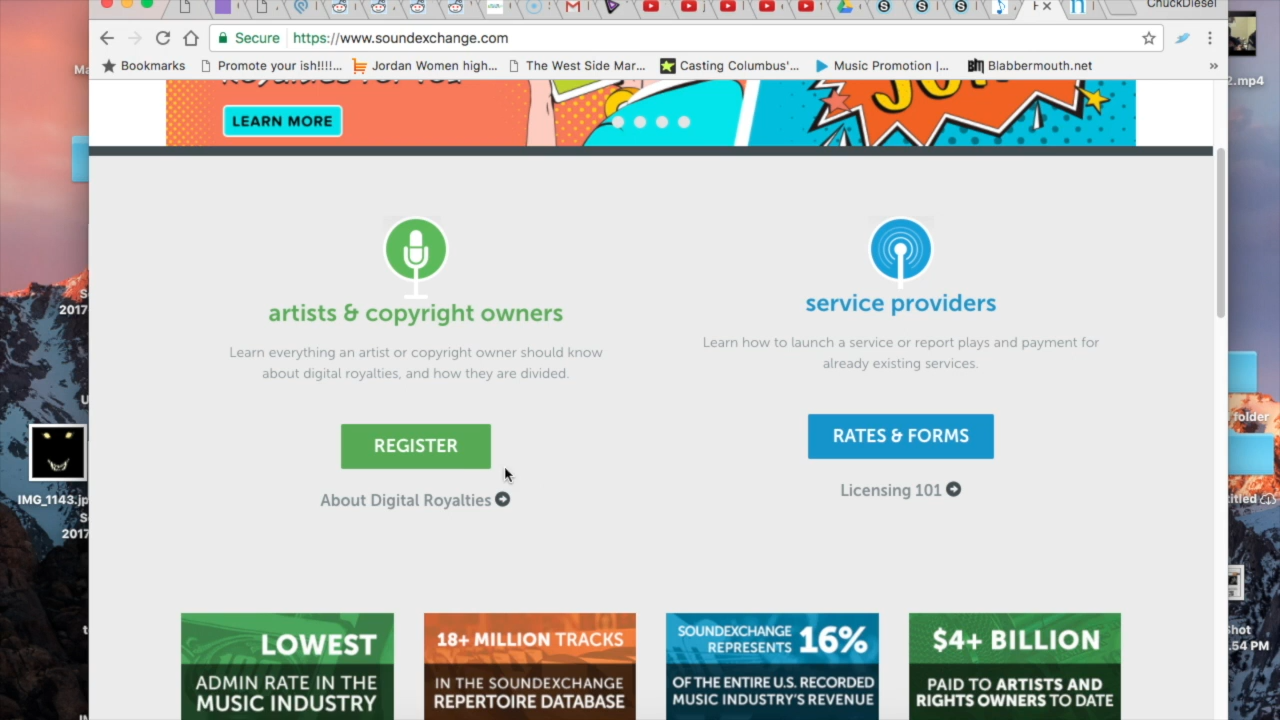 ChuckDiesel
Secure https://www.soundexchange.com
Bookmarks Promote your ish!!!!... Jordan Women high... The West Side Mar... Casting Columbus'... Music Promotion |... Blabbermouth.net »
2.mp4
LEARN MORE
artists & copyright owners
Learn everything an artist or copyright owner should know
about digital royalties, and how they are divided.
REGISTER
About Digital Royalties
service providers
Learn how to launch a service or report plays and payment for
already existing services.
RATES & FORMS
Licensing 101
2017
folder
IMG_1143.jp
2017
LOWEST
ADMIN RATE IN THE
MUSIC INDUSTRY
18+ MILLION TRACKS
IN THE SOUNDEXCHANGE
REPERTOIRE DATABASE
SOUNDEXCHANGE
REPRESENTS 16%
OF THE ENTIRE U.S. RECORDED
MUSIC INDUSTRY'S REVENUE
$4+ BILLION
PAID TO ARTISTS AND
RIGHTS OWNERS TO DATE
.54 PM